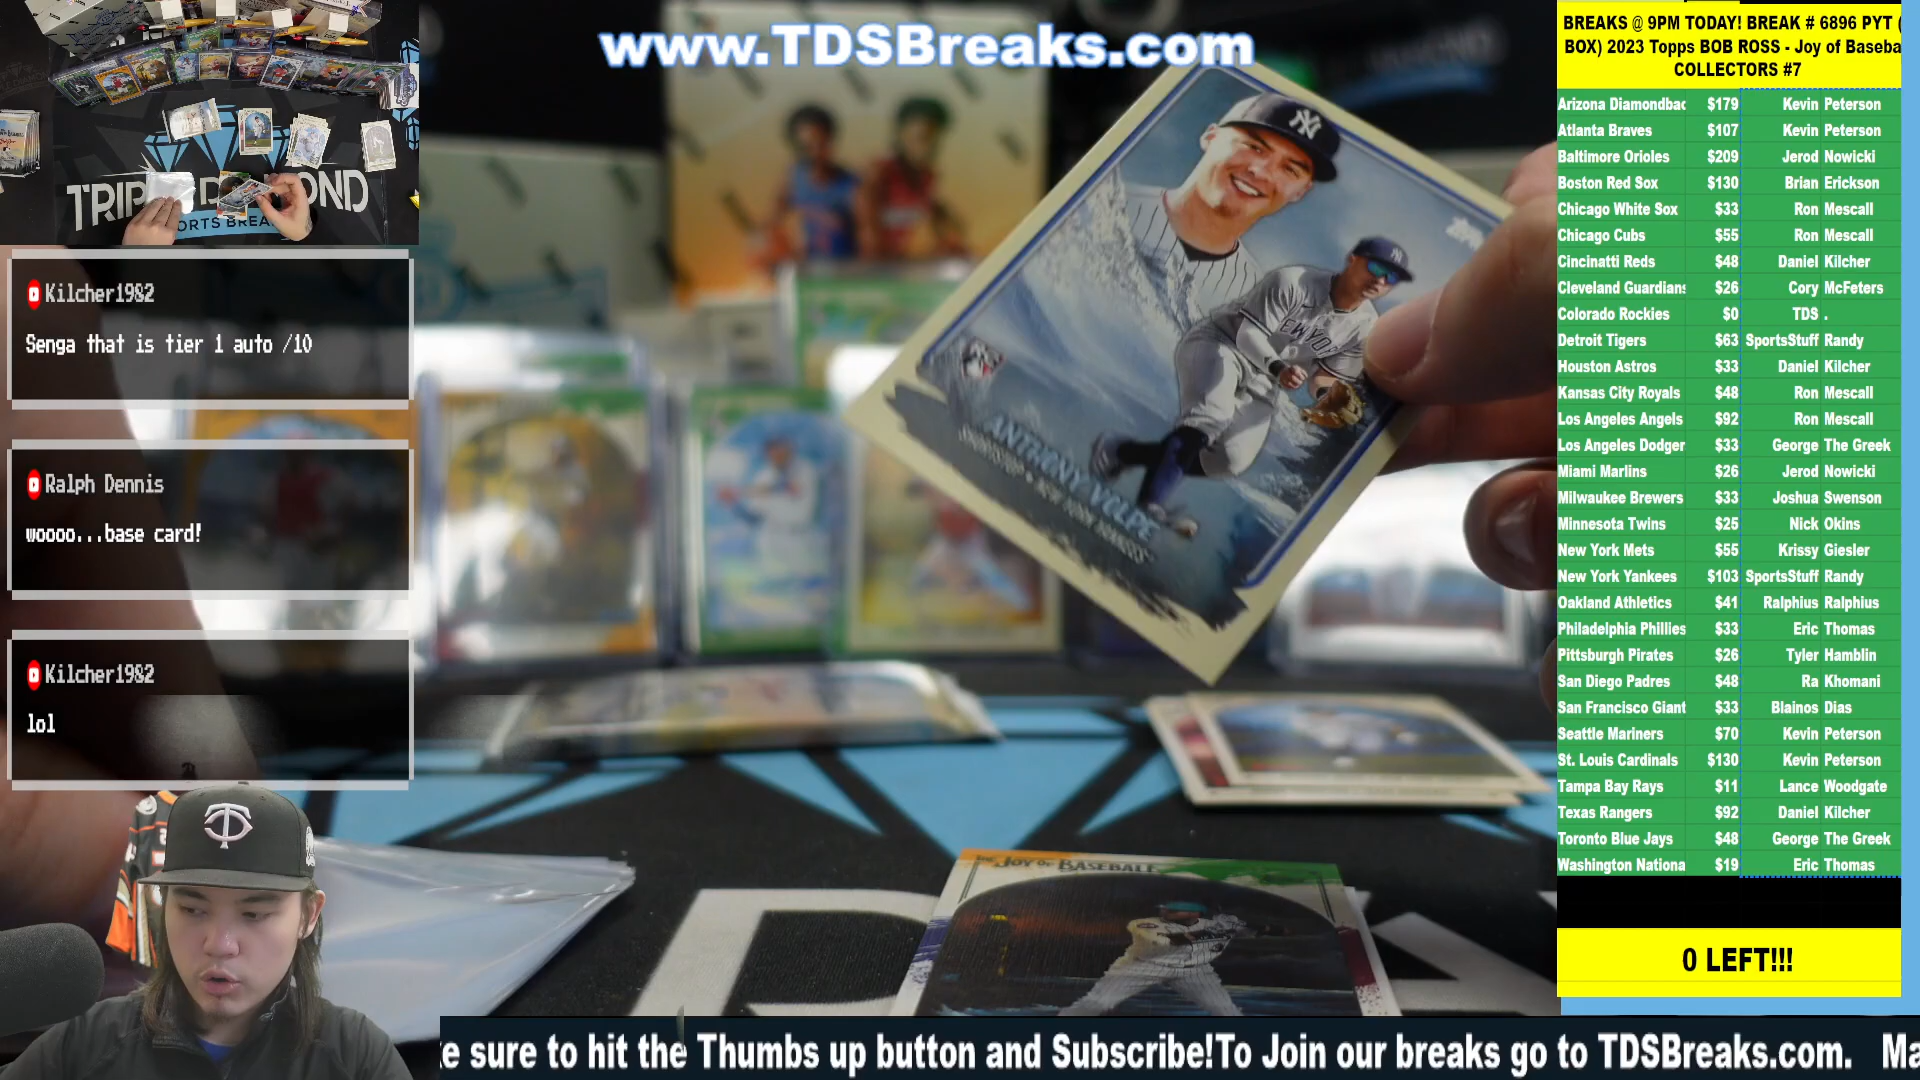 www.TDSBreaks.com
BREAKS @ 9PM TODAY! BREAK # 6896 PYT (
BOX) 2023 Topps BOB ROSS - Joy of Baseba
COLLECTORS #7
Arizona Diamondbac $179 Kevin Peterson
Atlanta Braves $107 Kevin Peterson
Baltimore Orioles $209 Jerod Nowicki
Boston Red Sox $130 Brian Erickson
Chicago White Sox $33 Ron Mescall
Chicago Cubs $55 Ron Mescall
Cincinatti Reds $48 Daniel Kilcher
Cleveland Guardians $26 Cory McFeters
Colorado Rockies $0 TDS .
Detroit Tigers $63 SportsStuff Randy
Houston Astros $33 Daniel Kilcher
Kansas City Royals $48 Ron Mescall
Los Angeles Angels $92 Ron Mescall
Los Angeles Dodger $33 George The Greek
Miami Marlins $26 Jerod Nowicki
Milwaukee Brewers $33 Joshua Swenson
Minnesota Twins $25 Nick Okins
New York Mets $55 Krissy Giesler
New York Yankees $103 SportsStuff Randy
Oakland Athletics $41 Ralphius Ralphius
Philadelphia Phillies $33 Eric Thomas
Pittsburgh Pirates $26 Tyler Hamblin
San Diego Padres $48 Ra Khomani
San Francisco Giant $33 Blainos Dias
Seattle Mariners $70 Kevin Peterson
St. Louis Cardinals $130 Kevin Peterson
Tampa Bay Rays $11 Lance Woodgate
Texas Rangers $92 Daniel Kilcher
Toronto Blue Jays $48 George The Greek
Washington Nationa $19 Eric Thomas
0 LEFT!!!
Kilcher1982
Senga that is tier 1 auto /10
Ralph Dennis
woooo...base card!
Kilcher1982
lol
ANTHONY VOLPE
SHORTSTOP • NEW YORK YANKEES
THE JOY OF BASEBALL
e sure to hit the Thumbs up button and Subscribe!To Join our breaks go to TDSBreaks.com. Ma